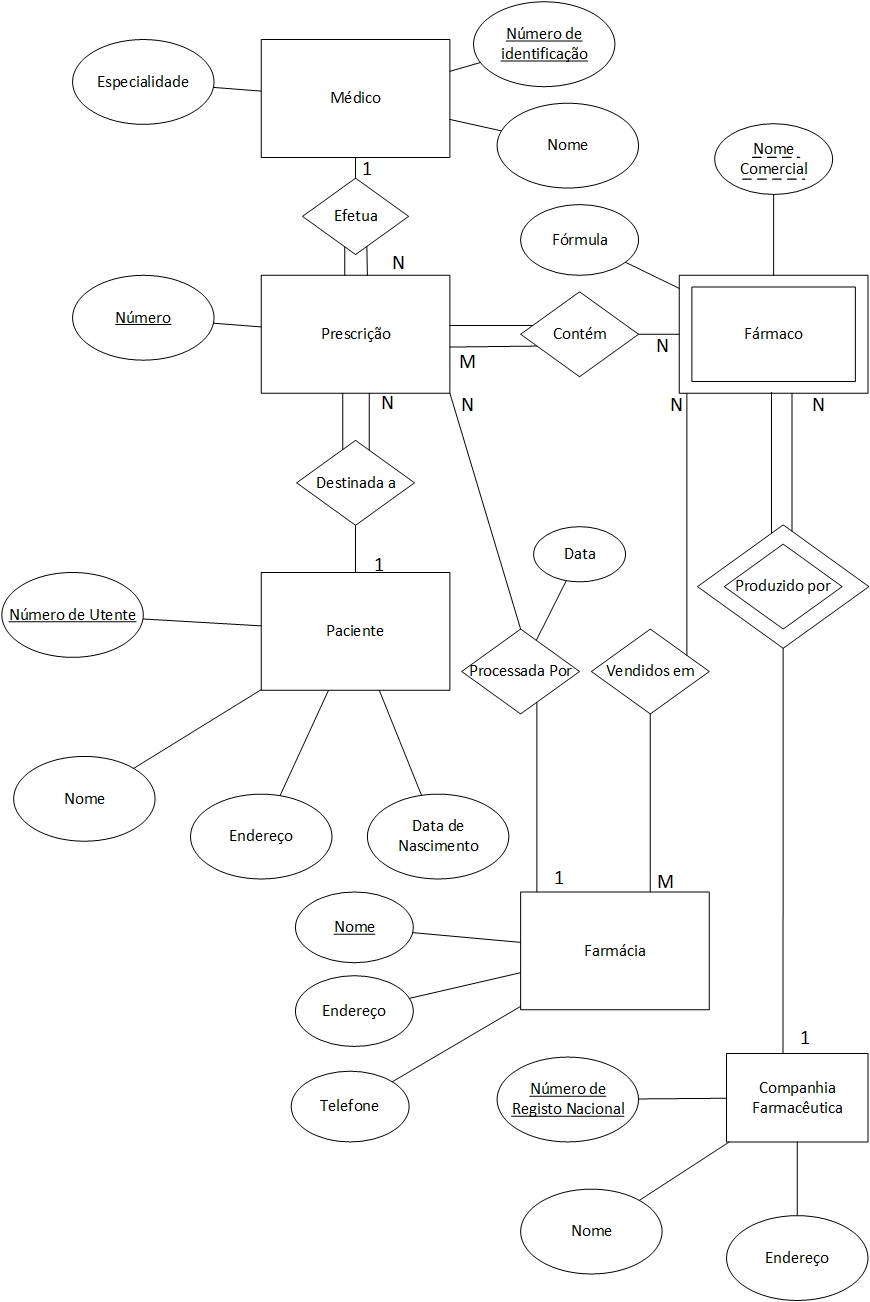 Número de
identificação
Especialidade
Médico
Nome
Nome
Comercial
1
Efetua
Fórmula
N
Número
Prescrição
Contém
Fármaco
N
M
N
N
N
N
Destinada a
Data
1
Produzido por
Número de Utente
Paciente
Processada Por
Vendidos em
Nome
Endereço
Data de
Nascimento
1
M
Nome
Farmácia
Endereço
1
Telefone
Número de
Registo Nacional
Companhia
Farmacêutica
Nome
Endereço